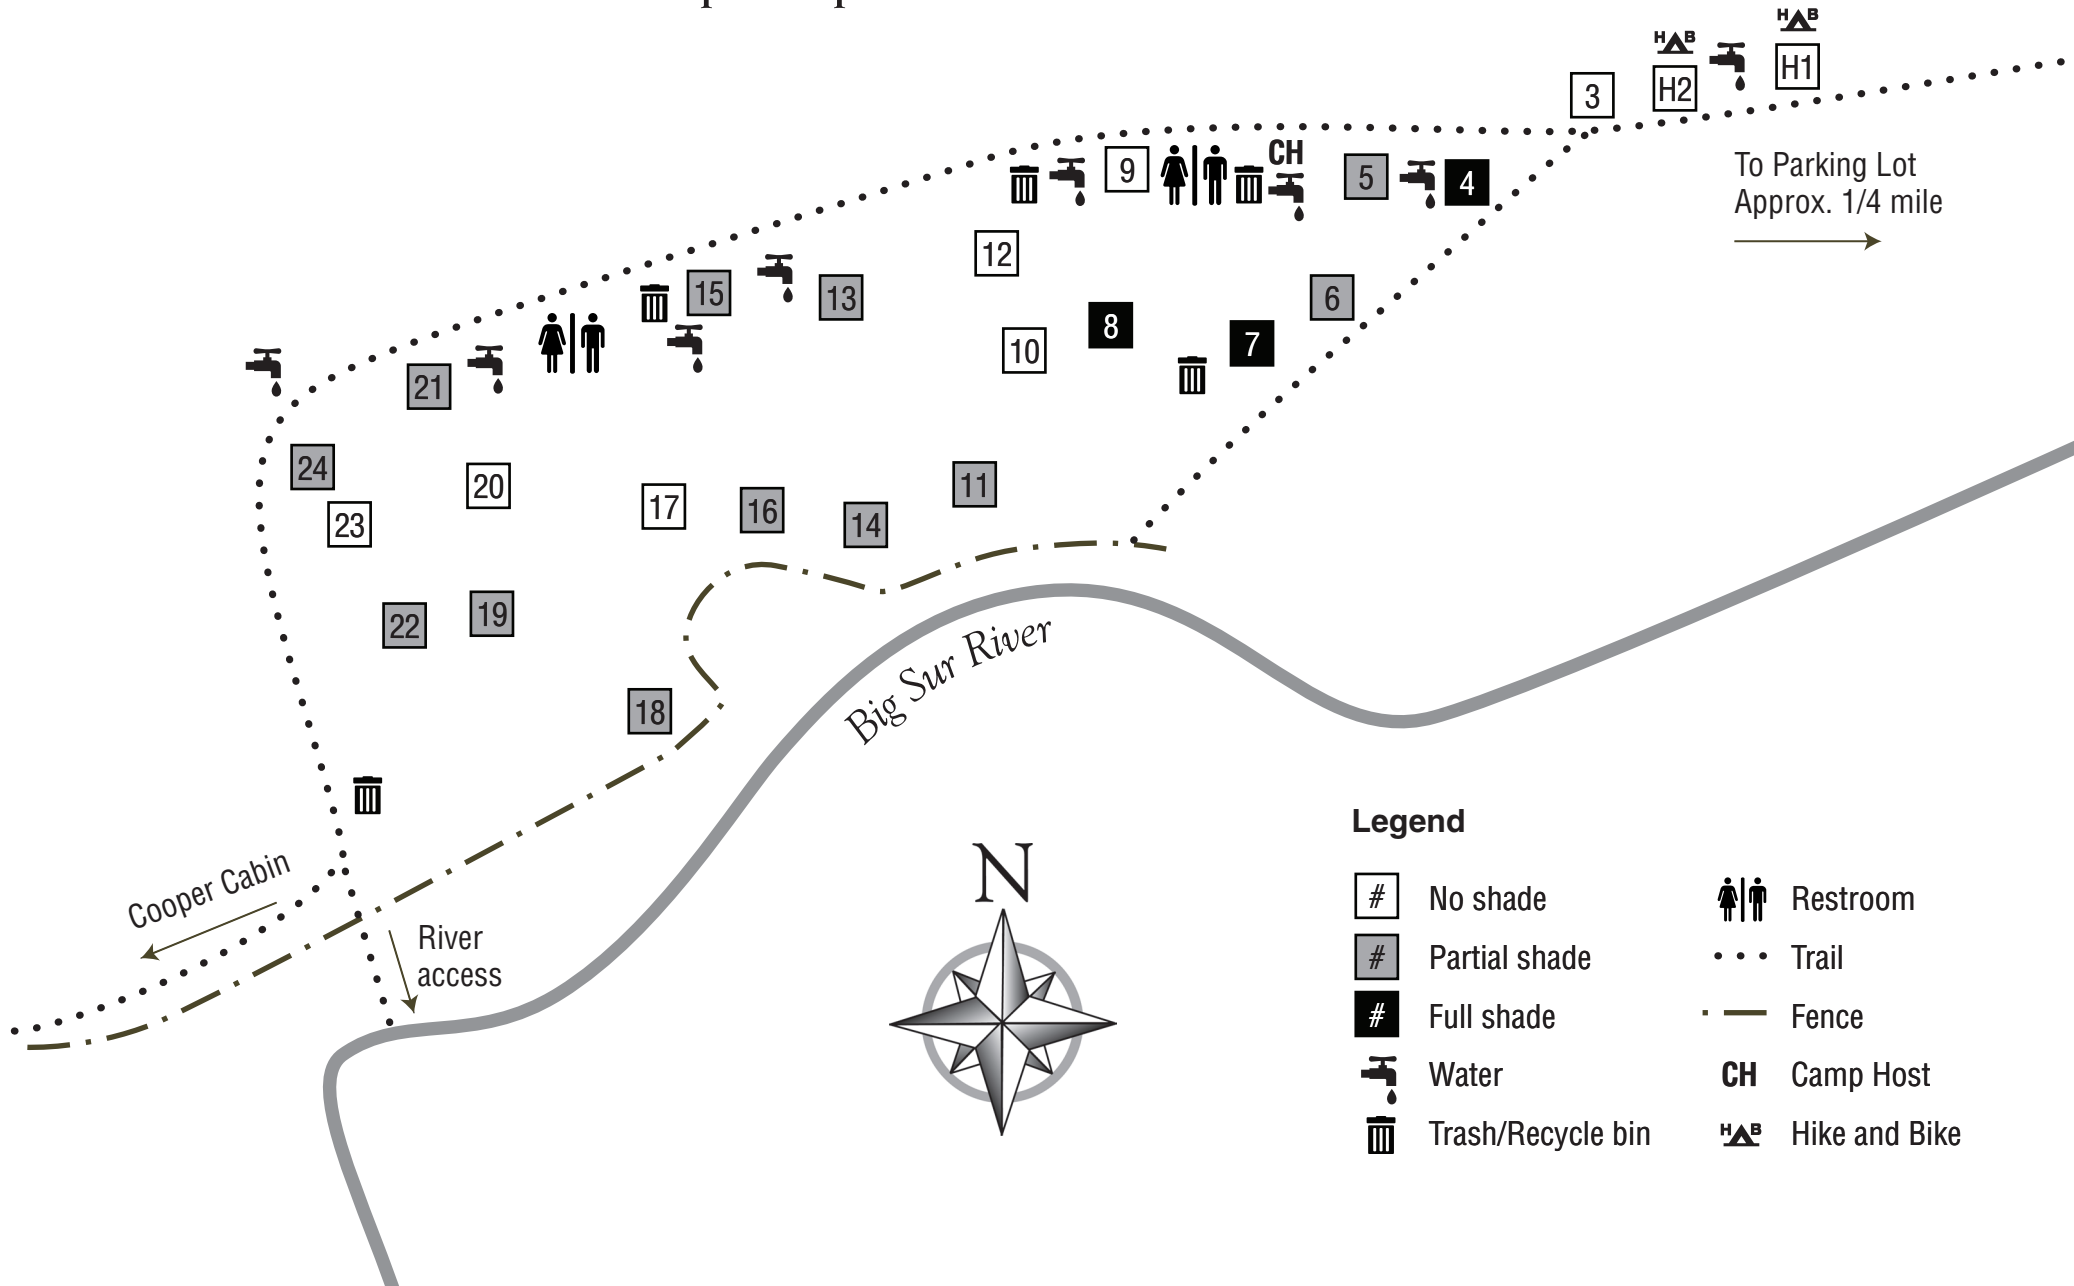 H A B
H1
H A B
H2
3
To Parking Lot
Approx. 1/4 mile
CH
9
5
4
12
15
13
6
8
10
7
21
24
20
11
17
16
14
23
22
19
18
Big Sur River
Cooper Cabin
River
access
N
Legend
# No shade
# Partial shade
# Full shade
Water
Trash/Recycle bin
Restroom
Trail
Fence
CH Camp Host
H A B Hike and Bike